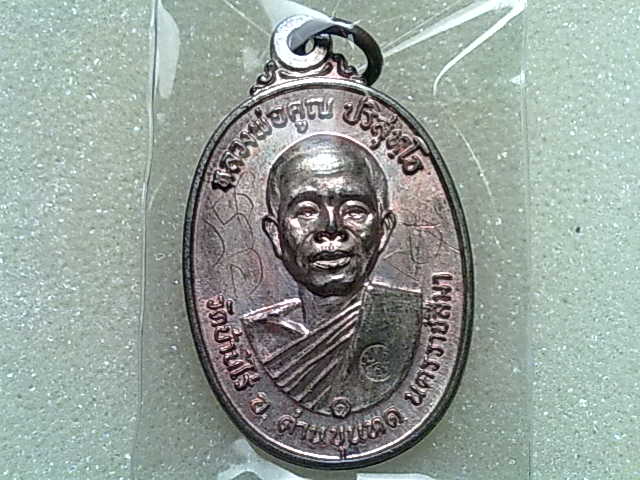 หลวงพ่อคูณ ปริสุทโธ
วัดบ้านไร่ อ. ด่านขุนทด นครราชสีมา
๑